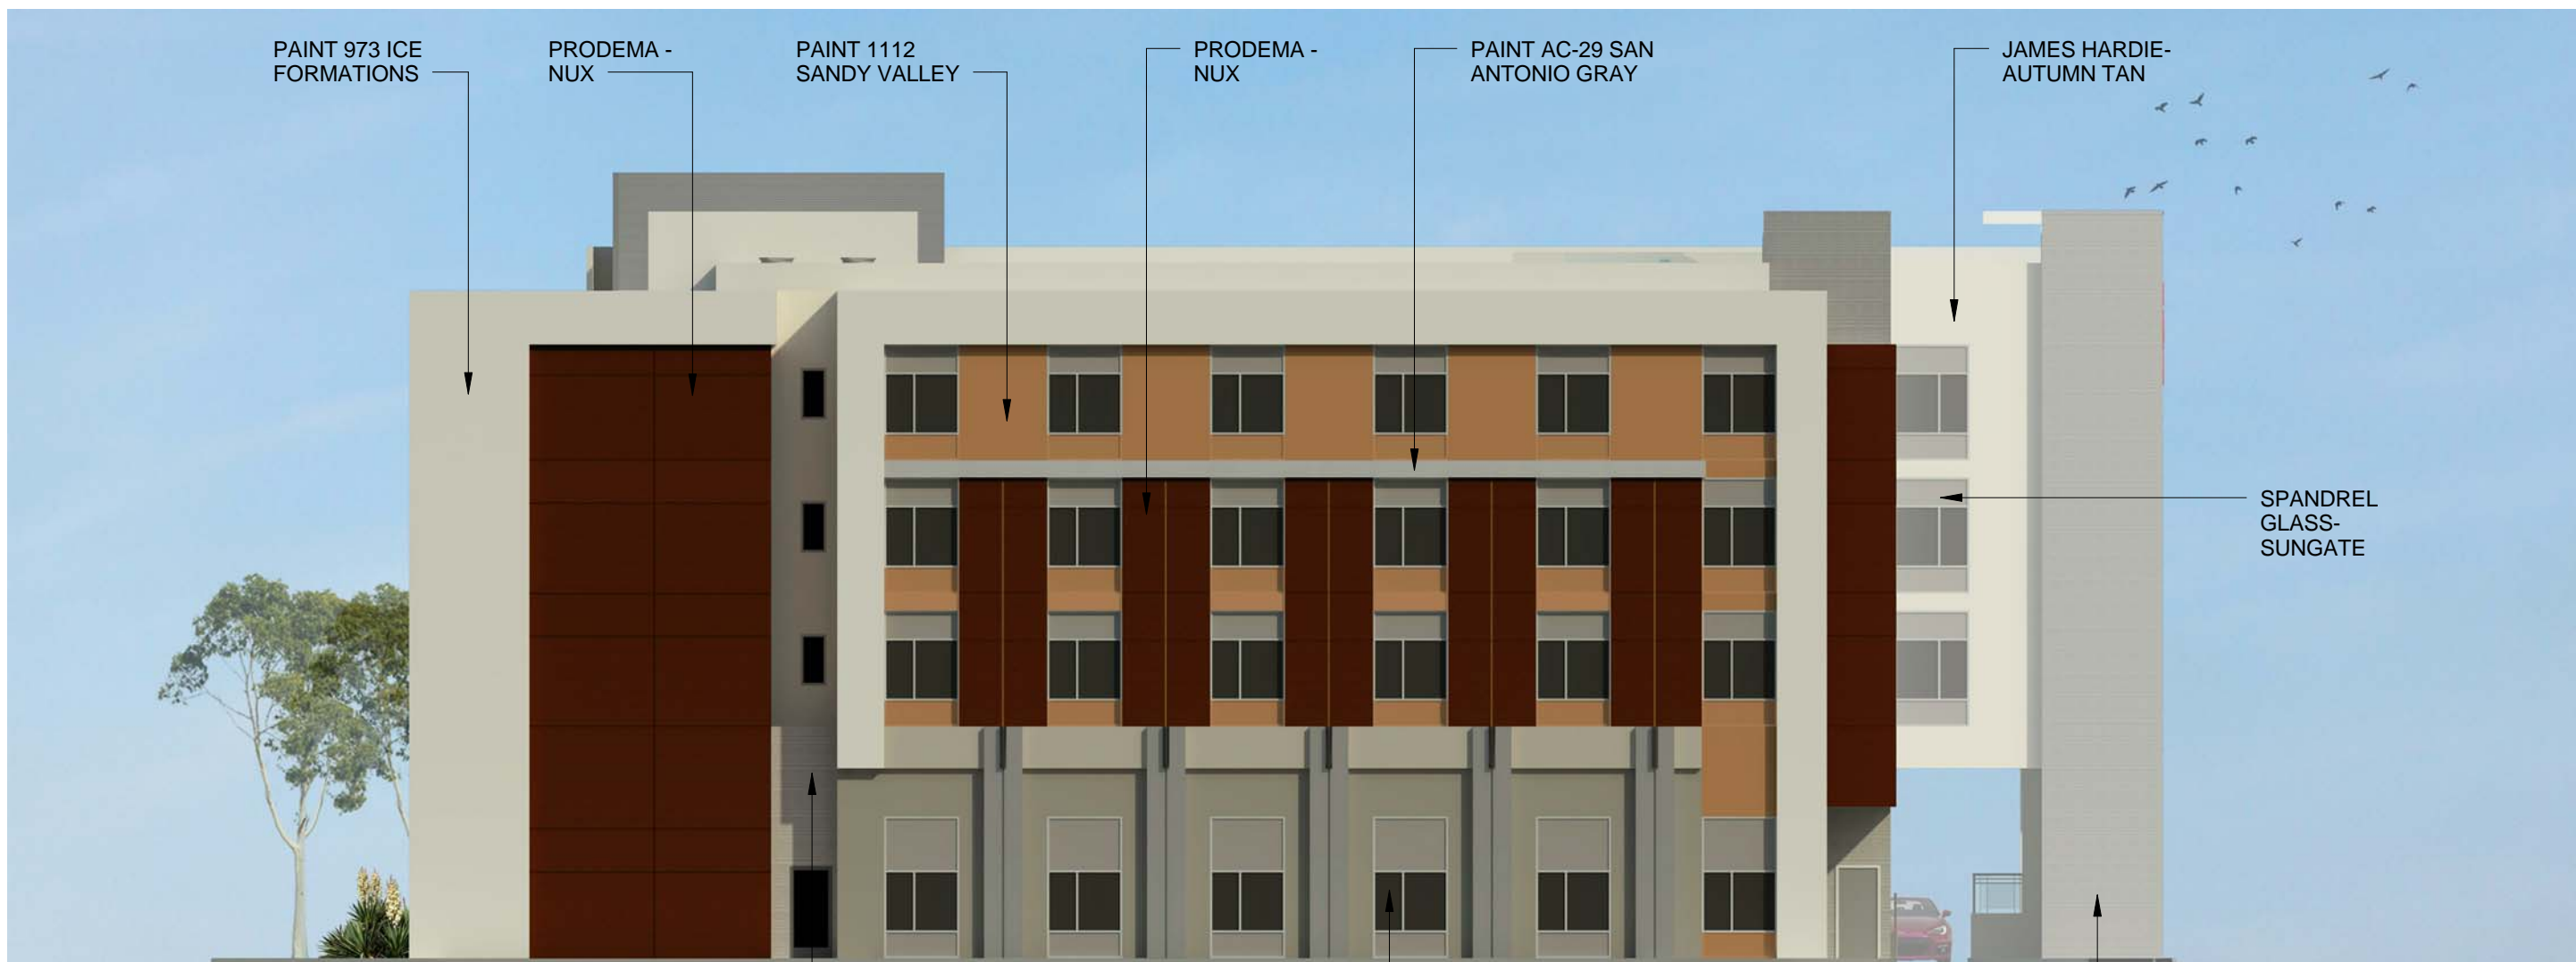 PAINT 973 ICE
FORMATIONS
PRODEMA -
NUX
PAINT 1112
SANDY VALLEY
PRODEMA -
NUX
PAINT AC-29 SAN
ANTONIO GRAY
JAMES HARDIE-
AUTUMN TAN
SPANDREL
GLASS-
SUNGATE